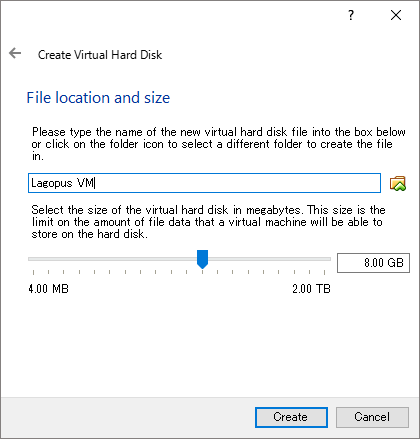 ?
Create Virtual Hard Disk
File location and size
Please type the name of the new virtual hard disk file into the box below
or click on the folder icon to select a different folder to create the file
in.
Lagopus VM
Select the size of the virtual hard disk in megabytes. This size is the
limit on the amount of file data that a virtual machine will be able to
store on the hard disk.
8.00 GB
4.00 MB 2.00 TB
Create Cancel